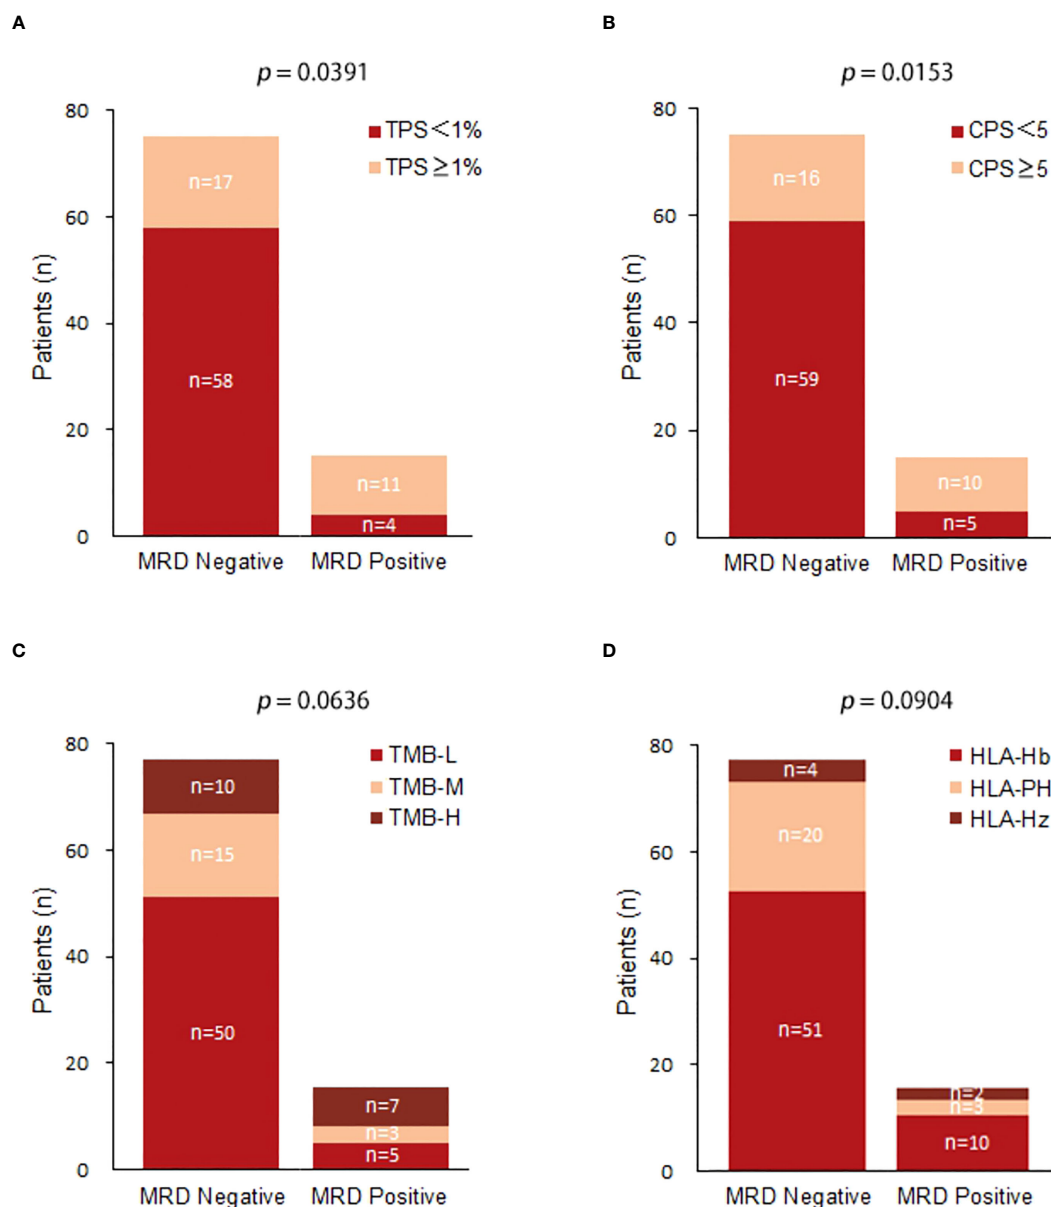 A
p = 0.0391
80
60
40
20
0
Patients (n)
TPS<1%
TPS≥1%
n=17
n=58
n=11
n=4
MRD Negative
MRD Positive
B
p = 0.0153
80
60
40
20
0
Patients (n)
CPS<5
CPS≥5
n=16
n=59
n=10
n=5
MRD Negative
MRD Positive
C
p = 0.0636
80
60
40
20
0
Patients (n)
TMB-L
TMB-M
TMB-H
n=10
n=15
n=50
n=7
n=3
n=5
MRD Negative
MRD Positive
D
p = 0.0904
80
60
40
20
0
Patients (n)
HLA-Hb
HLA-PH
HLA-Hz
n=4
n=20
n=51
n=2
n=3
n=10
MRD Negative
MRD Positive